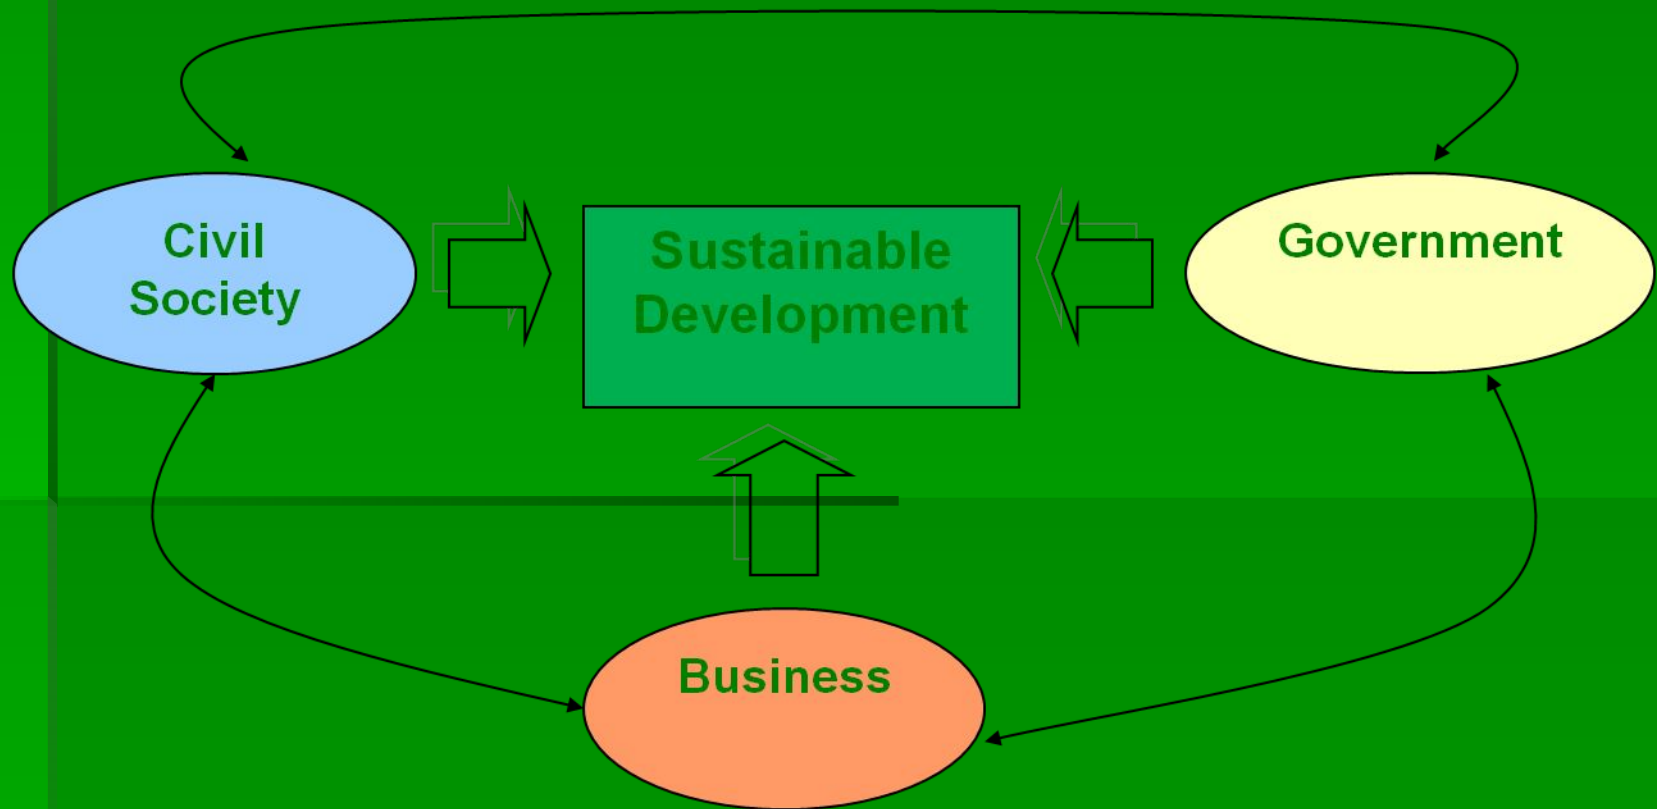 Civil
Society
Sustainable
Development
Government
Business